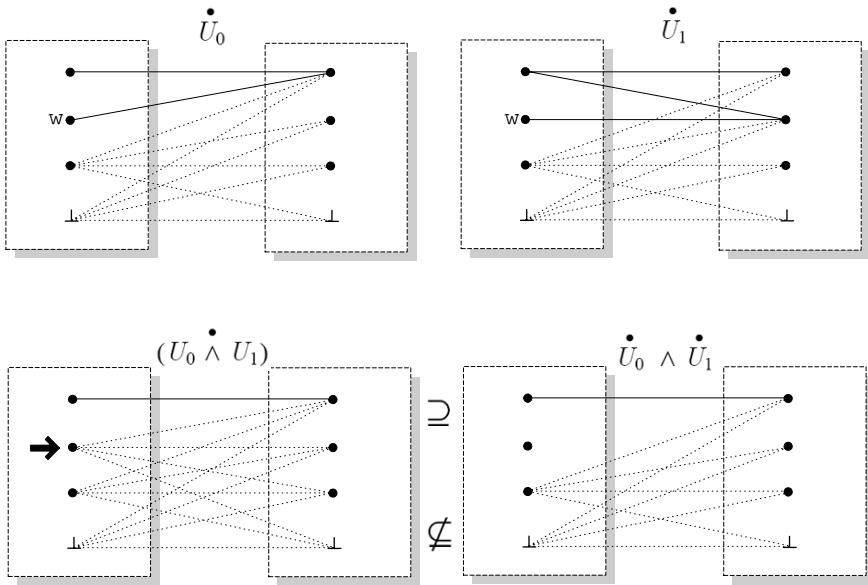 U̇₀
U̇₁
w
w
⊥ ⊥
⊥ ⊥
(U₀ ∧̇ U₁)
U̇₀ ∧ U̇₁
⊇
⊈
⊥ ⊥
⊥ ⊥